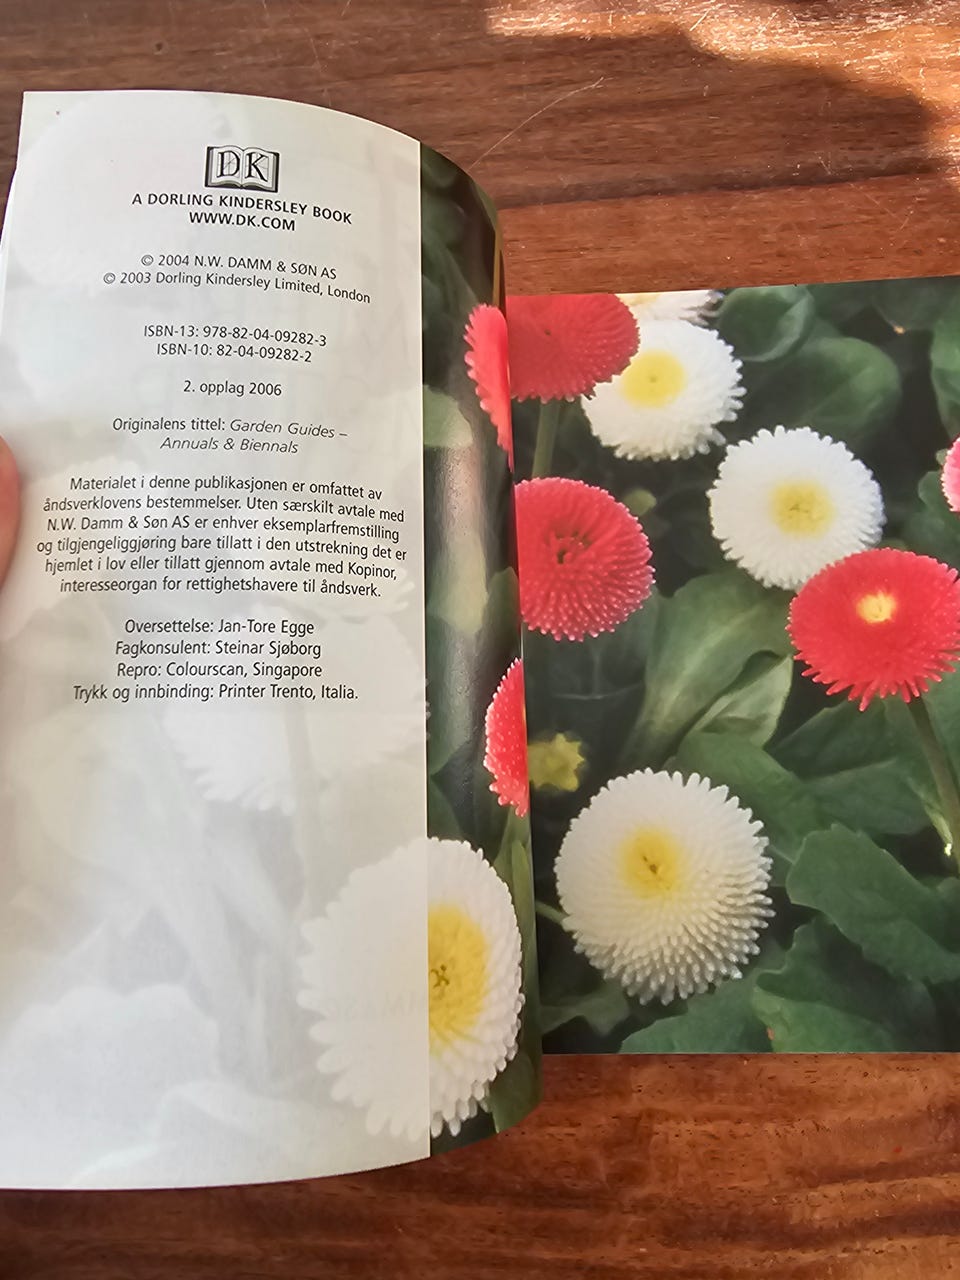 DK
A DORLING KINDERSLEY BOOK
WWW.DK.COM
© 2004 N.W. DAMM & SØN AS
© 2003 Dorling Kindersley Limited, London
ISBN-13: 978-82-04-09282-3
ISBN-10: 82-04-09282-2
2. opplag 2006
Originalens tittel: Garden Guides –
Annuals & Biennals
Materialet i denne publikasjonen er omfattet av
åndsverklovens bestemmelser. Uten særskilt avtale med
N.W. Damm & Søn AS er enhver eksemplarfremstilling
og tilgjengeliggjøring bare tillatt i den utstrekning det er
hjemlet i lov eller tillatt gjennom avtale med Kopinor,
interesseorgan for rettighetshavere til åndsverk.
Oversettelse: Jan-Tore Egge
Fagkonsulent: Steinar Sjøborg
Repro: Colourscan, Singapore
Trykk og innbinding: Printer Trento, Italia.